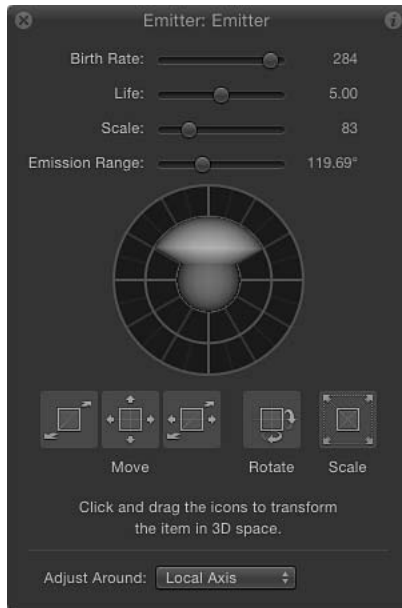 Emitter: Emitter
Birth Rate: 284
Life: 5.00
Scale: 83
Emission Range: 119.69°
Move Rotate Scale
Click and drag the icons to transform
the item in 3D space.
Adjust Around: Local Axis